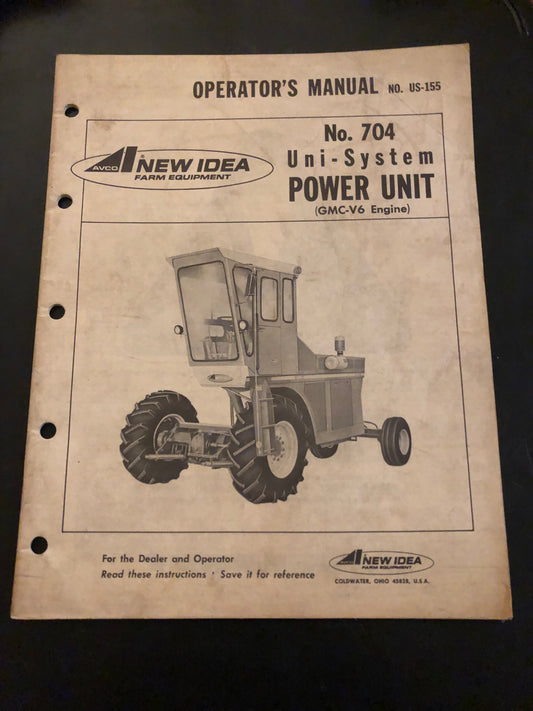 OPERATOR'S MANUAL NO. US-155
AVCO NEW IDEA
FARM EQUIPMENT
No. 704
Uni-System
POWER UNIT
(GMC-V6 Engine)
For the Dealer and Operator
Read these instructions · Save it for reference
NEW IDEA
FARM EQUIPMENT
COLDWATER, OHIO 45828, U.S.A.